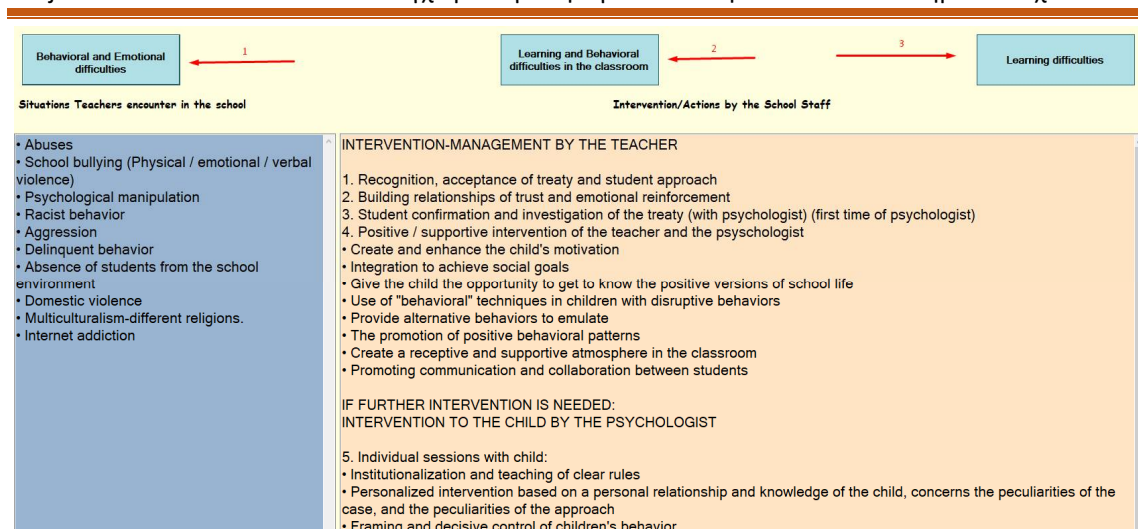 1
2
3
Behavioral and Emotional
difficulties
Learning and Behavioral
difficulties in the classroom
Learning difficulties
Situations Teachers encounter in the school
Intervention/Actions by the School Staff
• Abuses
• School bullying (Physical / emotional / verbal
violence)
• Psychological manipulation
• Racist behavior
• Aggression
• Delinquent behavior
• Absence of students from the school
environment
• Domestic violence
• Multiculturalism-different religions.
• Internet addiction
INTERVENTION-MANAGEMENT BY THE TEACHER
1. Recognition, acceptance of treaty and student approach
2. Building relationships of trust and emotional reinforcement
3. Student confirmation and investigation of the treaty (with psychologist) (first time of psychologist)
4. Positive / supportive intervention of the teacher and the psyschologist
• Create and enhance the child's motivation
• Integration to achieve social goals
• Give the child the opportunity to get to know the positive versions of school life
• Use of "behavioral" techniques in children with disruptive behaviors
• Provide alternative behaviors to emulate
• The promotion of positive behavioral patterns
• Create a receptive and supportive atmosphere in the classroom
• Promoting communication and collaboration between students
IF FURTHER INTERVENTION IS NEEDED:
INTERVENTION TO THE CHILD BY THE PSYCHOLOGIST
5. Individual sessions with child:
• Institutionalization and teaching of clear rules
• Personalized intervention based on a personal relationship and knowledge of the child, concerns the peculiarities of the
case, and the peculiarities of the approach
• Framing and decisive control of children's behavior